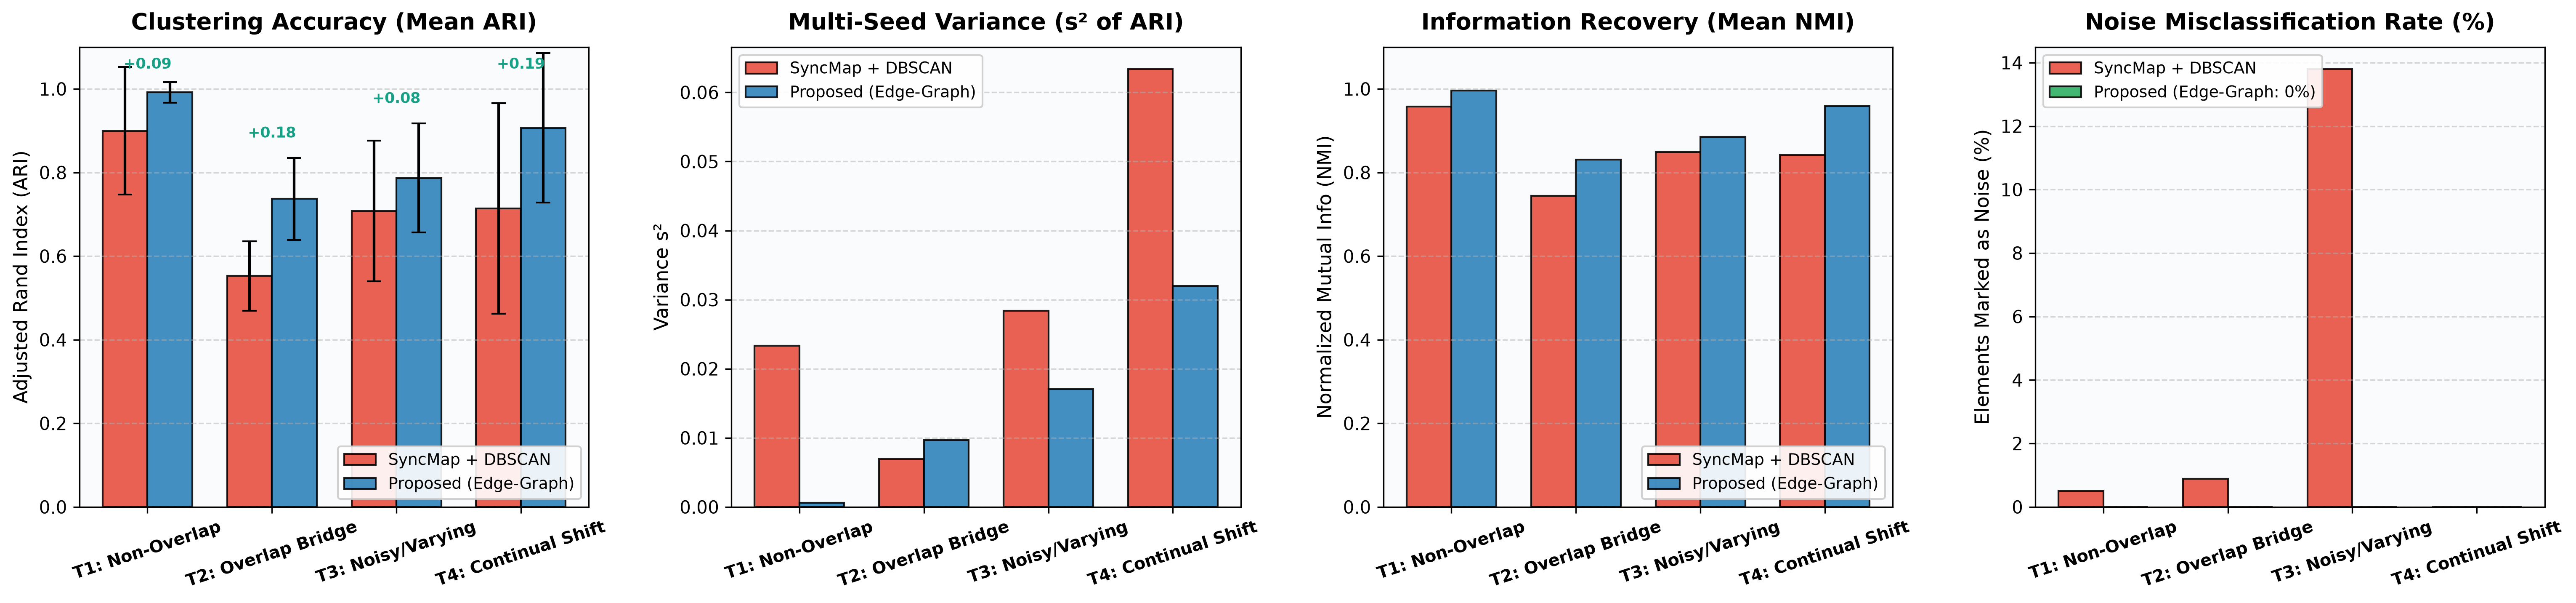 Clustering Accuracy (Mean ARI)
Adjusted Rand Index (ARI)
1.0
0.8
0.6
0.4
0.2
0.0
+0.09
+0.18
+0.08
+0.19
SyncMap + DBSCAN
Proposed (Edge-Graph)
T1: Non-Overlap
T2: Overlap Bridge
T3: Noisy/Varying
T4: Continual Shift
Multi-Seed Variance (s² of ARI)
Variance s²
0.06
0.05
0.04
0.03
0.02
0.01
0.00
SyncMap + DBSCAN
Proposed (Edge-Graph)
T1: Non-Overlap
T2: Overlap Bridge
T3: Noisy/Varying
T4: Continual Shift
Information Recovery (Mean NMI)
Normalized Mutual Info (NMI)
1.0
0.8
0.6
0.4
0.2
0.0
SyncMap + DBSCAN
Proposed (Edge-Graph)
T1: Non-Overlap
T2: Overlap Bridge
T3: Noisy/Varying
T4: Continual Shift
Noise Misclassification Rate (%)
Elements Marked as Noise (%)
14
12
10
8
6
4
2
0
SyncMap + DBSCAN
Proposed (Edge-Graph: 0%)
T1: Non-Overlap
T2: Overlap Bridge
T3: Noisy/Varying
T4: Continual Shift